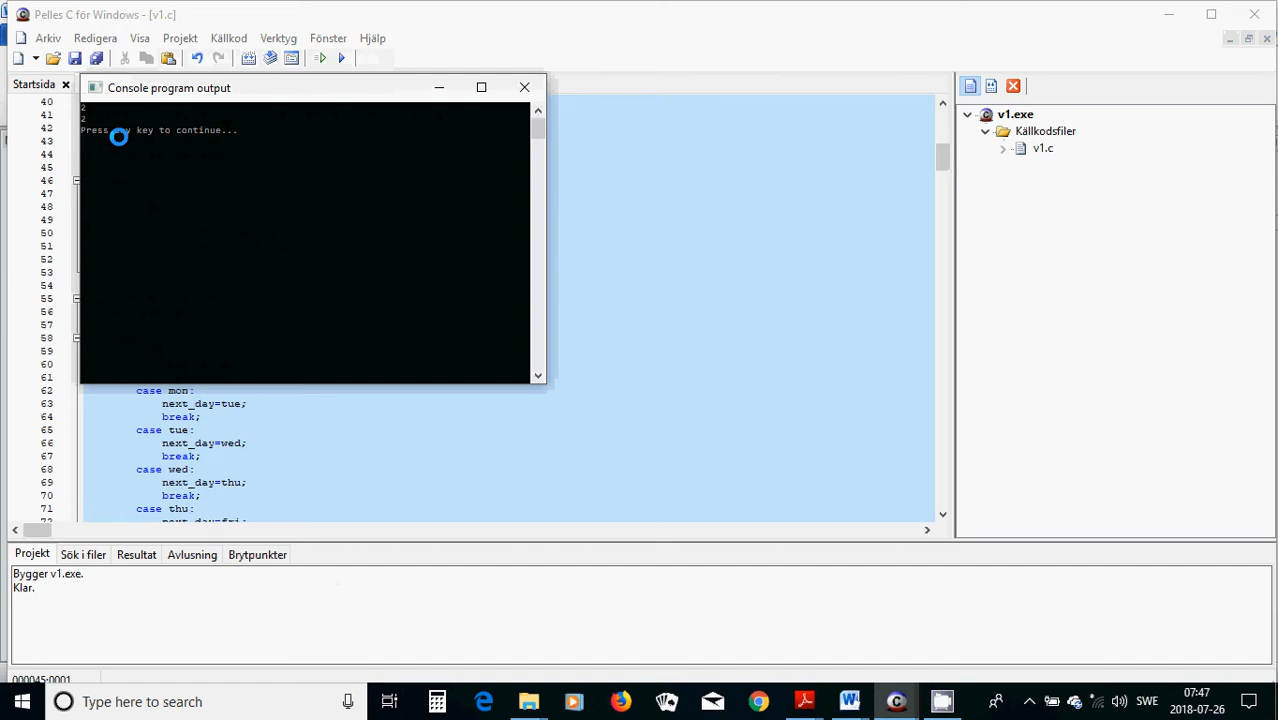 Pelles C för Windows - [v1.c]
Arkiv Redigera Visa Projekt Källkod Verktyg Fönster Hjälp
Startsida
Console program output
2
2
Press any key to continue...
40
41
42
43
44
45
46
47
48
49
50
51
52
53
54
55
56
57
58
59
60
61
62 case mon:
63 next_day=tue;
64 break;
65 case tue:
66 next_day=wed;
67 break;
68 case wed:
69 next_day=thu;
70 break;
71 case thu:
72 next_day=fri;
v1.exe
Källkodsfiler
v1.c
Projekt Sök i filer Resultat Avlusning Brytpunkter
Bygger v1.exe.
Klar.
000045:0001
Type here to search
SWE
07:47
2018-07-26